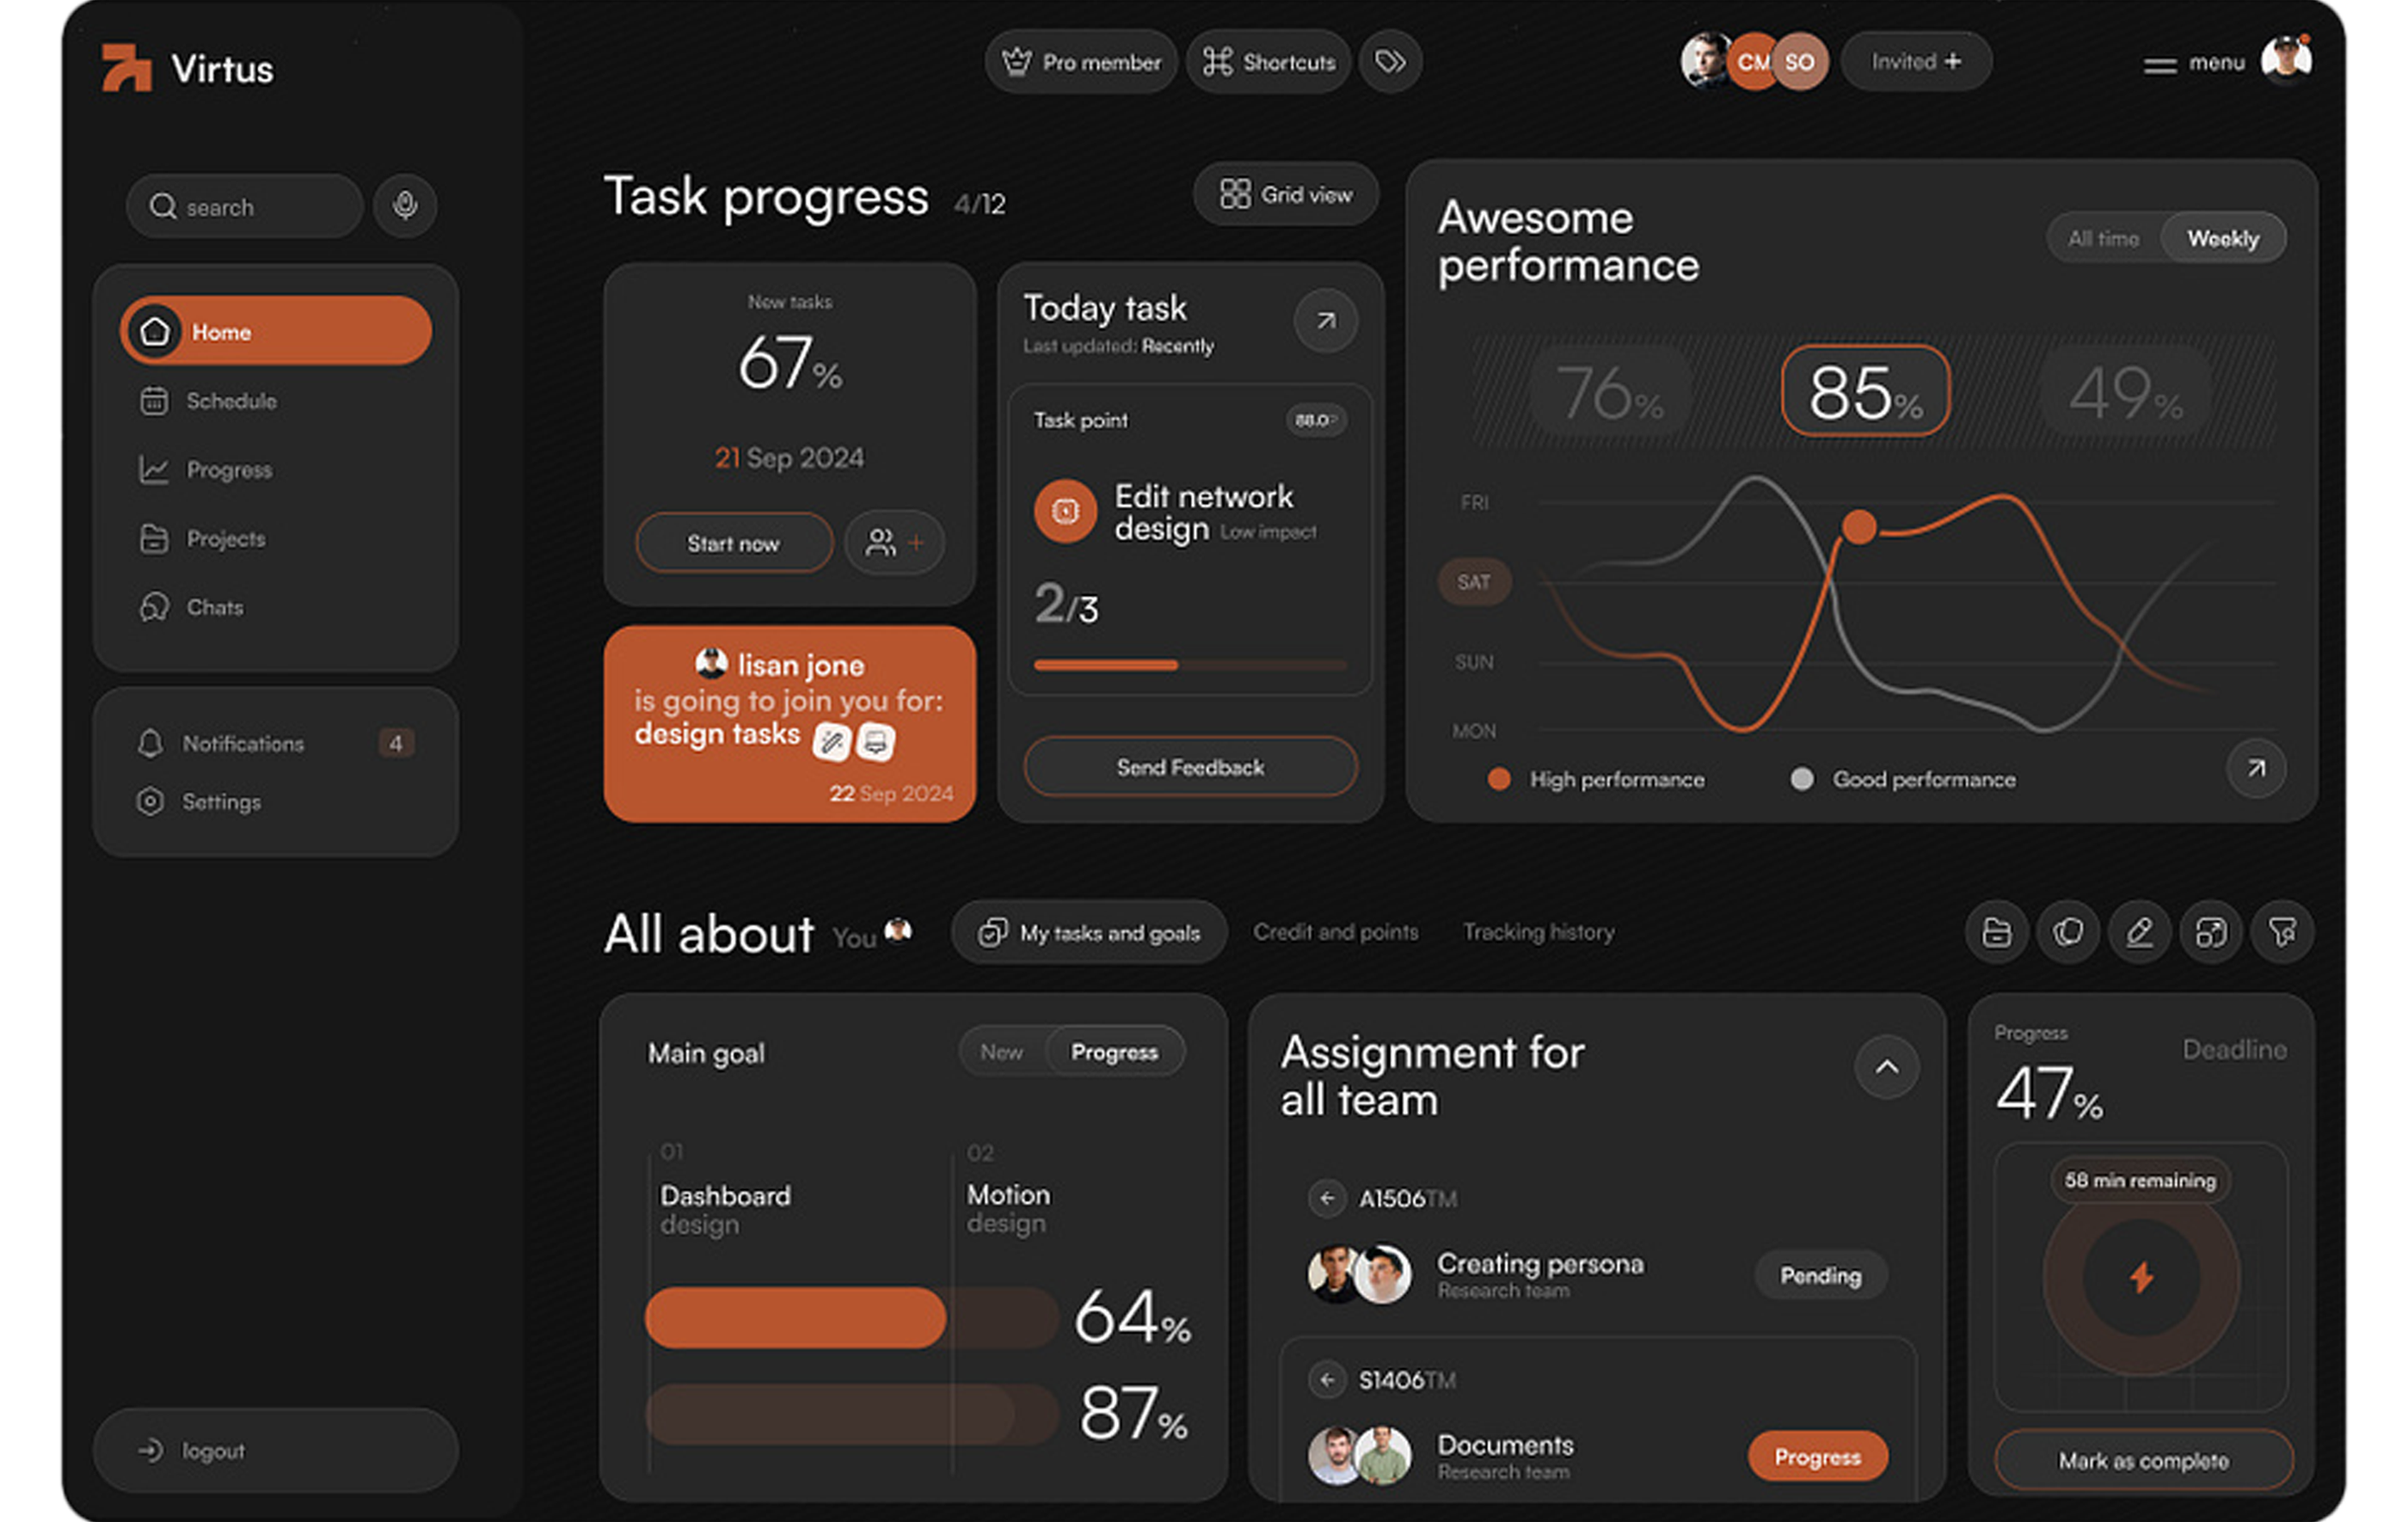 Virtus
Pro member
Shortcuts
CM
SO
Invited +
menu
search
Home
Schedule
Progress
Projects
Chats
Notifications
4
Settings
logout
Task progress 4/12
Grid view
New tasks
67%
21 Sep 2024
Start now
lisan jone
is going to join you for:
design tasks
22 Sep 2024
Today task
Last updated: Recently
Task point
88.0
Edit network
design Low impact
2/3
Send Feedback
Awesome
performance
All time
Weekly
76%
85%
49%
FRI
SAT
SUN
MON
High performance
Good performance
All about You
My tasks and goals
Credit and points
Tracking history
Main goal
New
Progress
01
Dashboard
design
02
Motion
design
64%
87%
Assignment for
all team
A1506TM
Creating persona
Research team
Pending
S1406TM
Documents
Research team
Progress
Progress
47%
Deadline
58 min remaining
Mark as complete